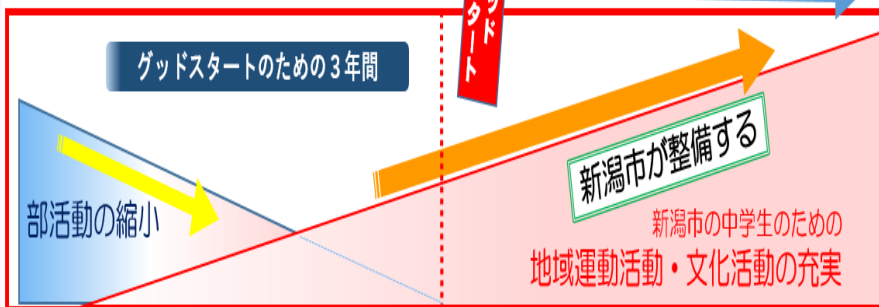 グッドスタートのための３年間
ッド
タート
新潟市が整備する
部活動の縮小
新潟市の中学生のための
地域運動活動・文化活動の充実